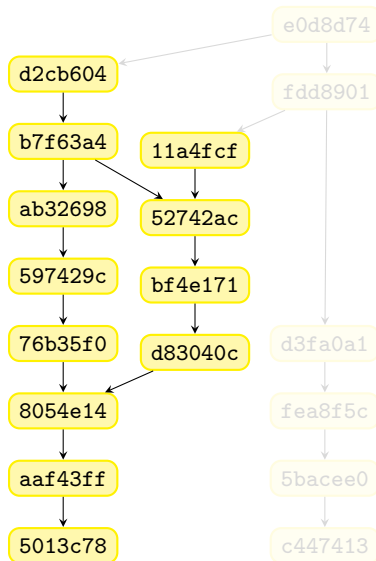 e0d8d74
d2cb604
fdd8901
b7f63a4
11a4fcf
ab32698
52742ac
597429c
bf4e171
76b35f0
d83040c
d3fa0a1
8054e14
fea8f5c
aaf43ff
5bacee0
5013c78
c447413